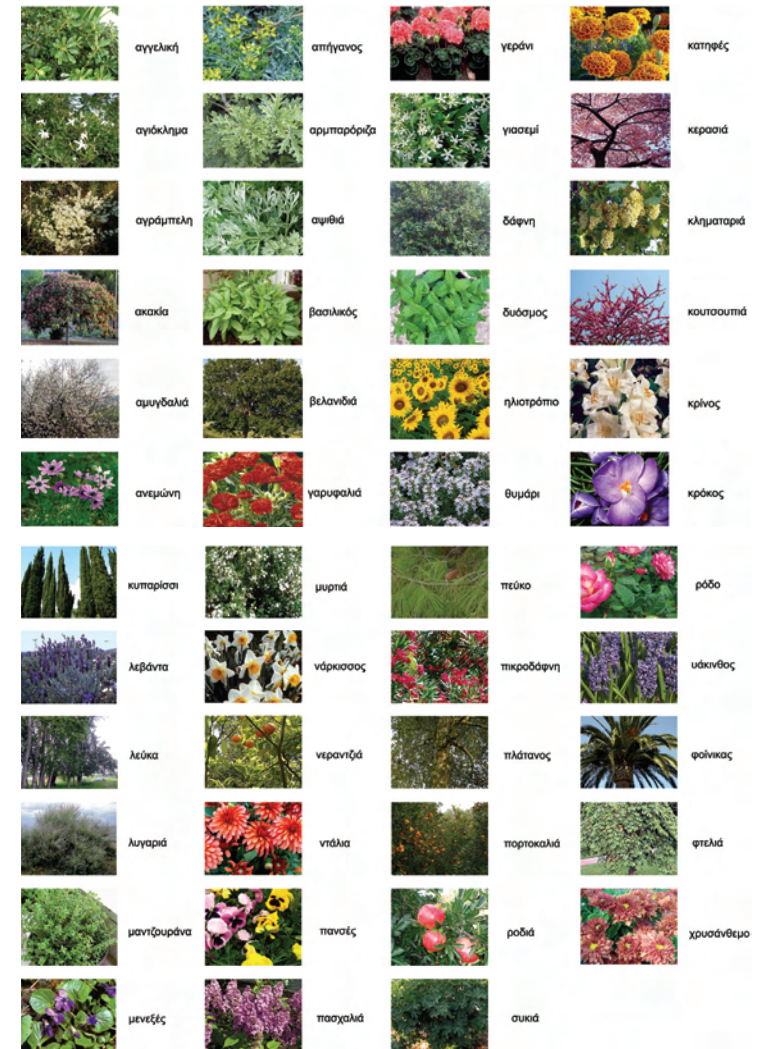 αγγελική
απήγανος
γεράνι
κατηφές
αγιόκλημα
αρμπαρόριζα
γιασεμί
κερασιά
αγράμπελη
αψιθιά
δάφνη
κληματαριά
ακακία
βασιλικός
δυόσμος
κουτσουπιά
αμυγδαλιά
βελανιδιά
ηλιοτρόπιο
κρίνος
ανεμώνη
γαρυφαλιά
θυμάρι
κρόκος
κυπαρίσσι
μυρτιά
πεύκο
ρόδο
λεβάντα
νάρκισσος
πικροδάφνη
υάκινθος
λεύκα
νεραντζιά
πλάτανος
φοίνικας
λυγαριά
ντάλια
πορτοκαλιά
φτελιά
μαντζουράνα
πανσές
ροδιά
χρυσάνθεμο
μενεξές
πασχαλιά
συκιά